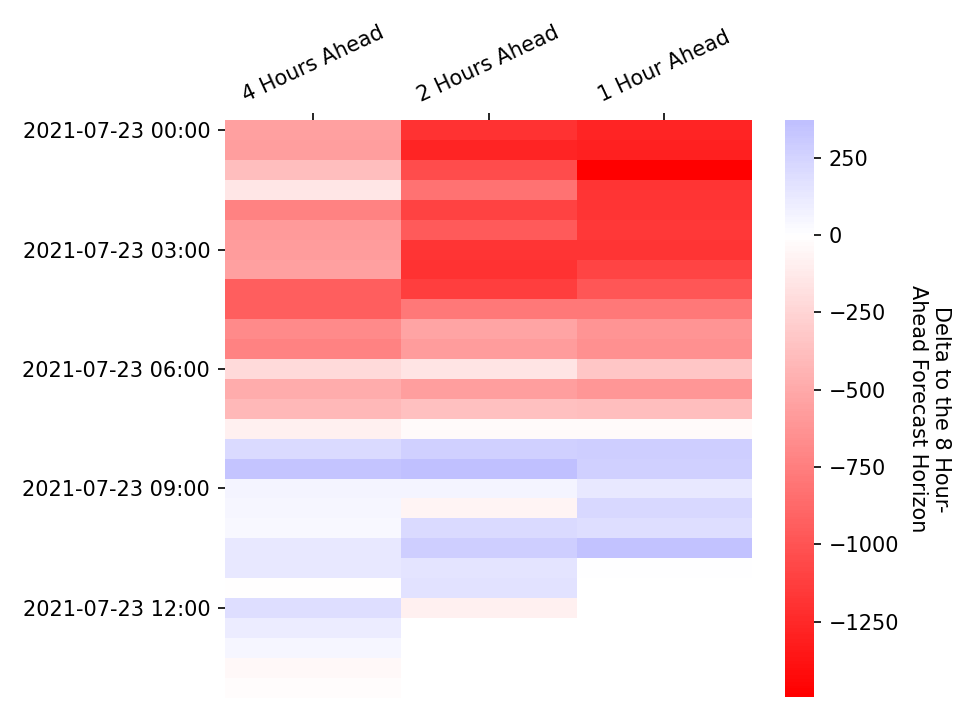 4 Hours Ahead
2 Hours Ahead
1 Hour Ahead
2021-07-23 00:00
2021-07-23 03:00
2021-07-23 06:00
2021-07-23 09:00
2021-07-23 12:00
250
0
−250
−500
−750
−1000
−1250
Delta to the 8 Hour-
Ahead Forecast Horizon